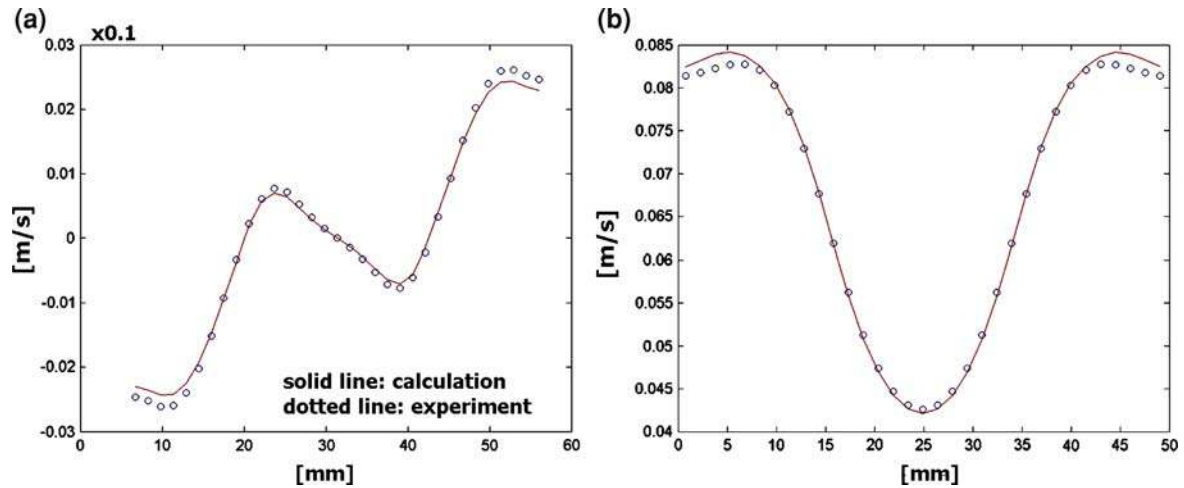 (a)
x0.1
0.03
0.02
0.01
0
-0.01
-0.02
-0.03
[m/s]
solid line: calculation
dotted line: experiment
0 10 20 30 40 50 60
[mm]
(b)
0.085
0.08
0.075
0.07
0.065
0.06
0.055
0.05
0.045
0.04
[m/s]
0 5 10 15 20 25 30 35 40 45 50
[mm]